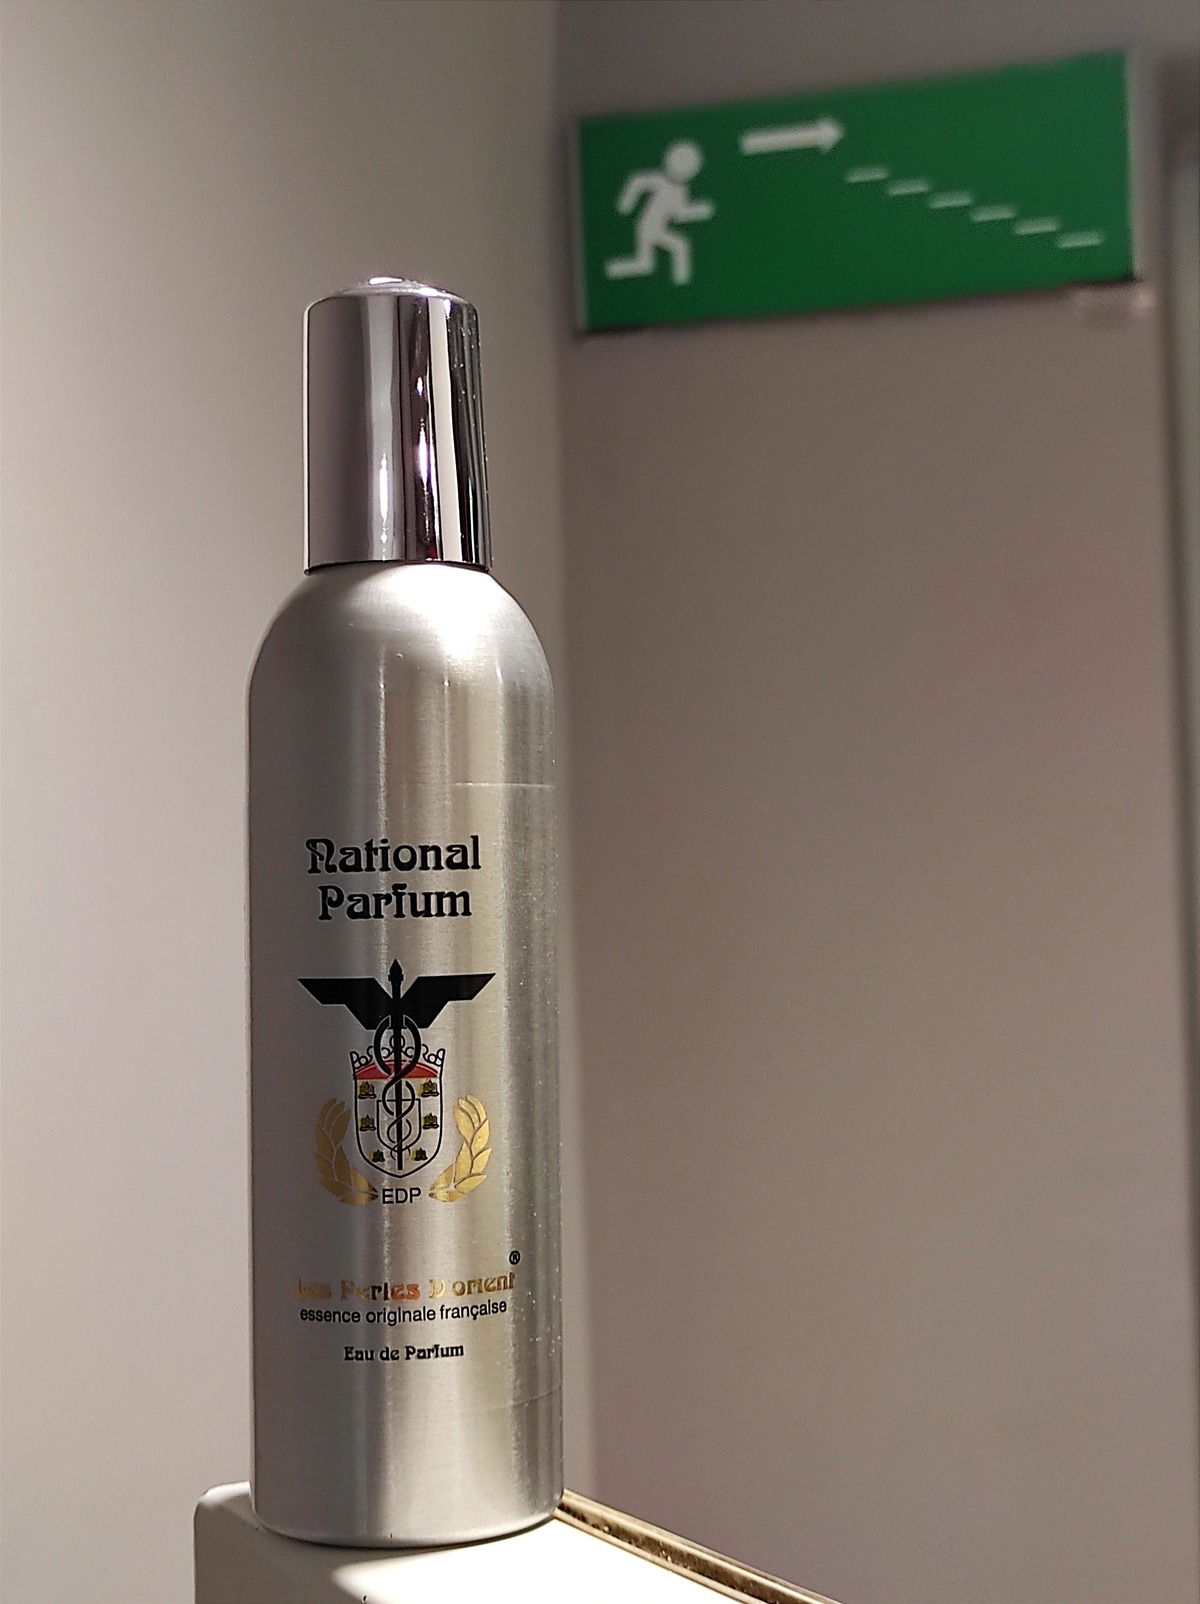 National
Parfum
EDP
®
Les Perles D'orient
essence originale française
Eau de Parfum